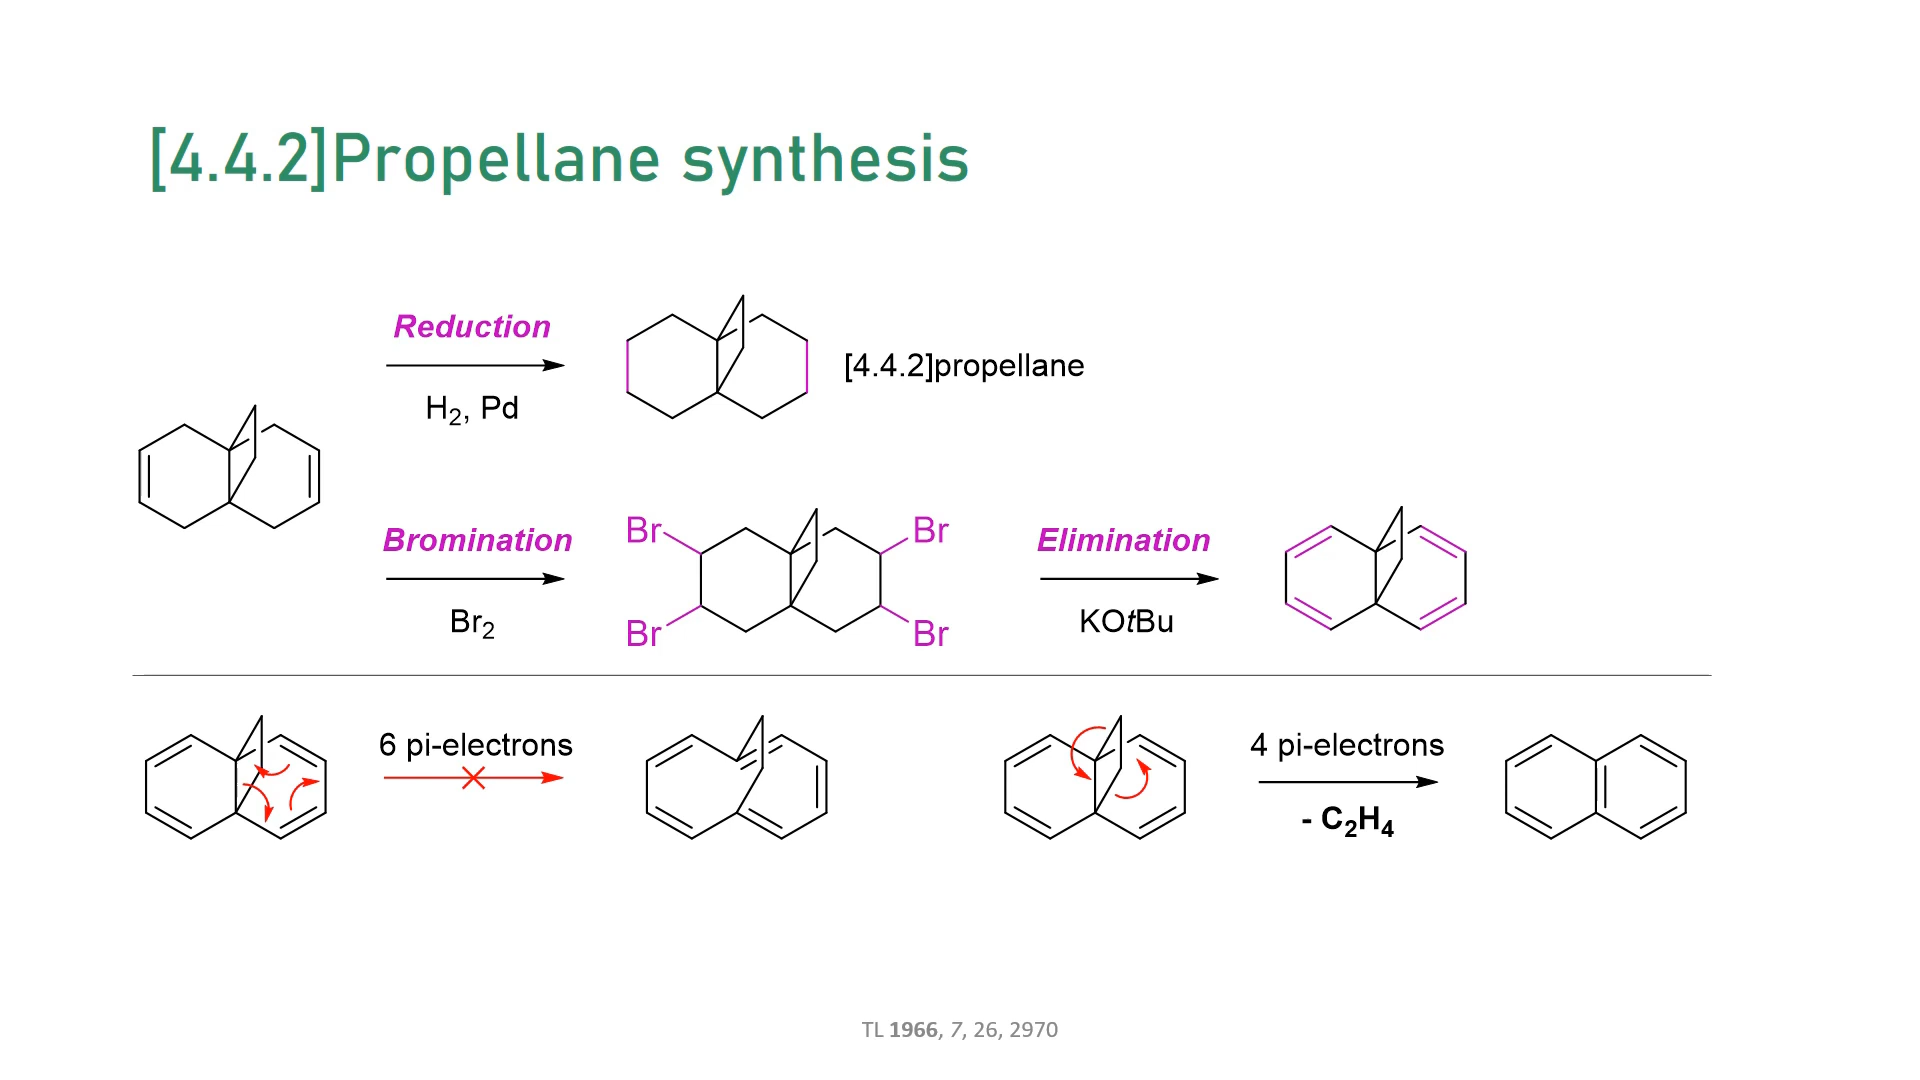 [4.4.2]Propellane synthesis
Reduction
H2, Pd
[4.4.2]propellane
Bromination
Br2
Br
Br
Br
Br
Elimination
KOtBu
6 pi-electrons
4 pi-electrons
- C2H4
TL 1966, 7, 26, 2970